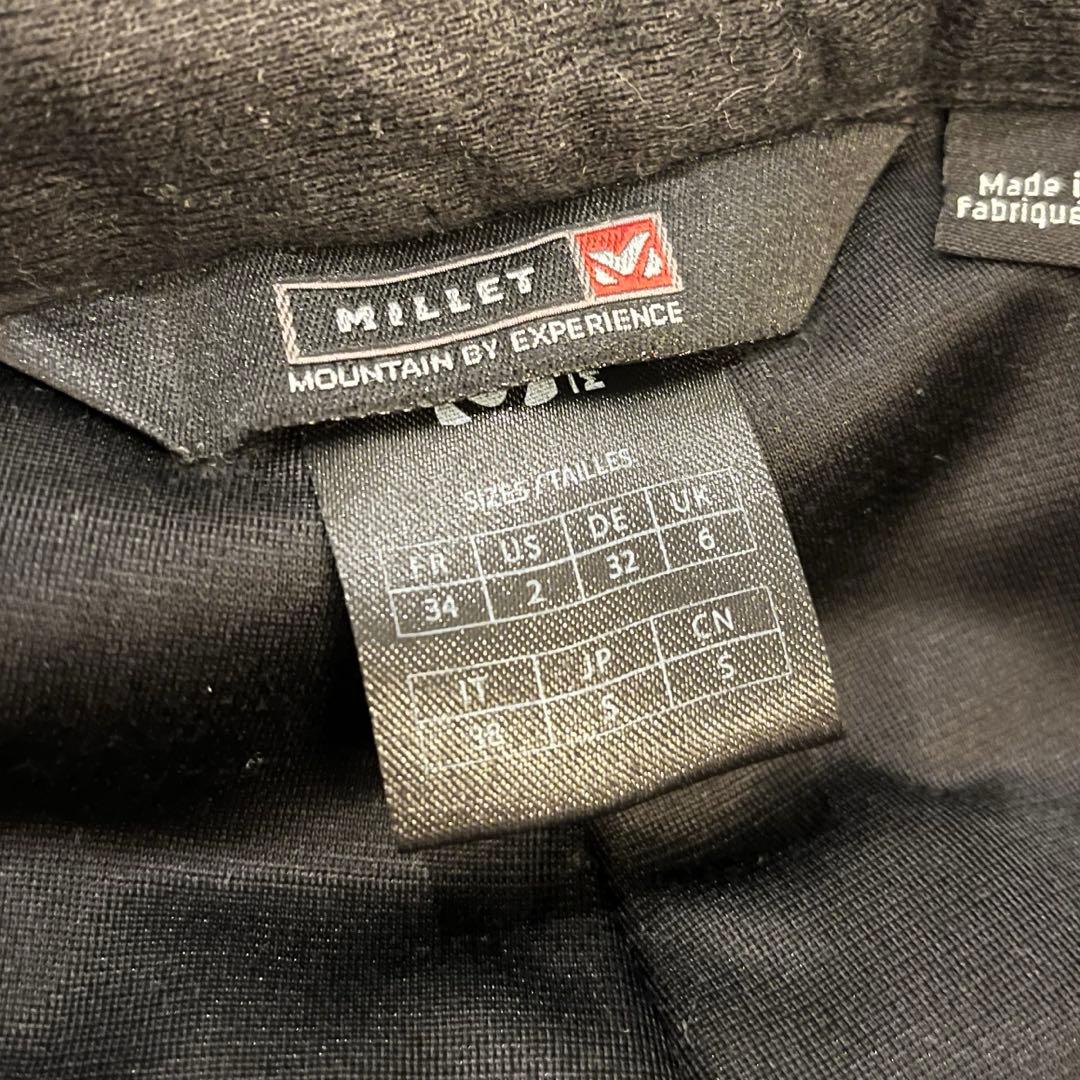 MILLET
MOUNTAIN BY EXPERIENCE
Made
Fabriqué
SIZES/TAILLES
FR US DE UK
34 2 32 6
IT JP CN
S S